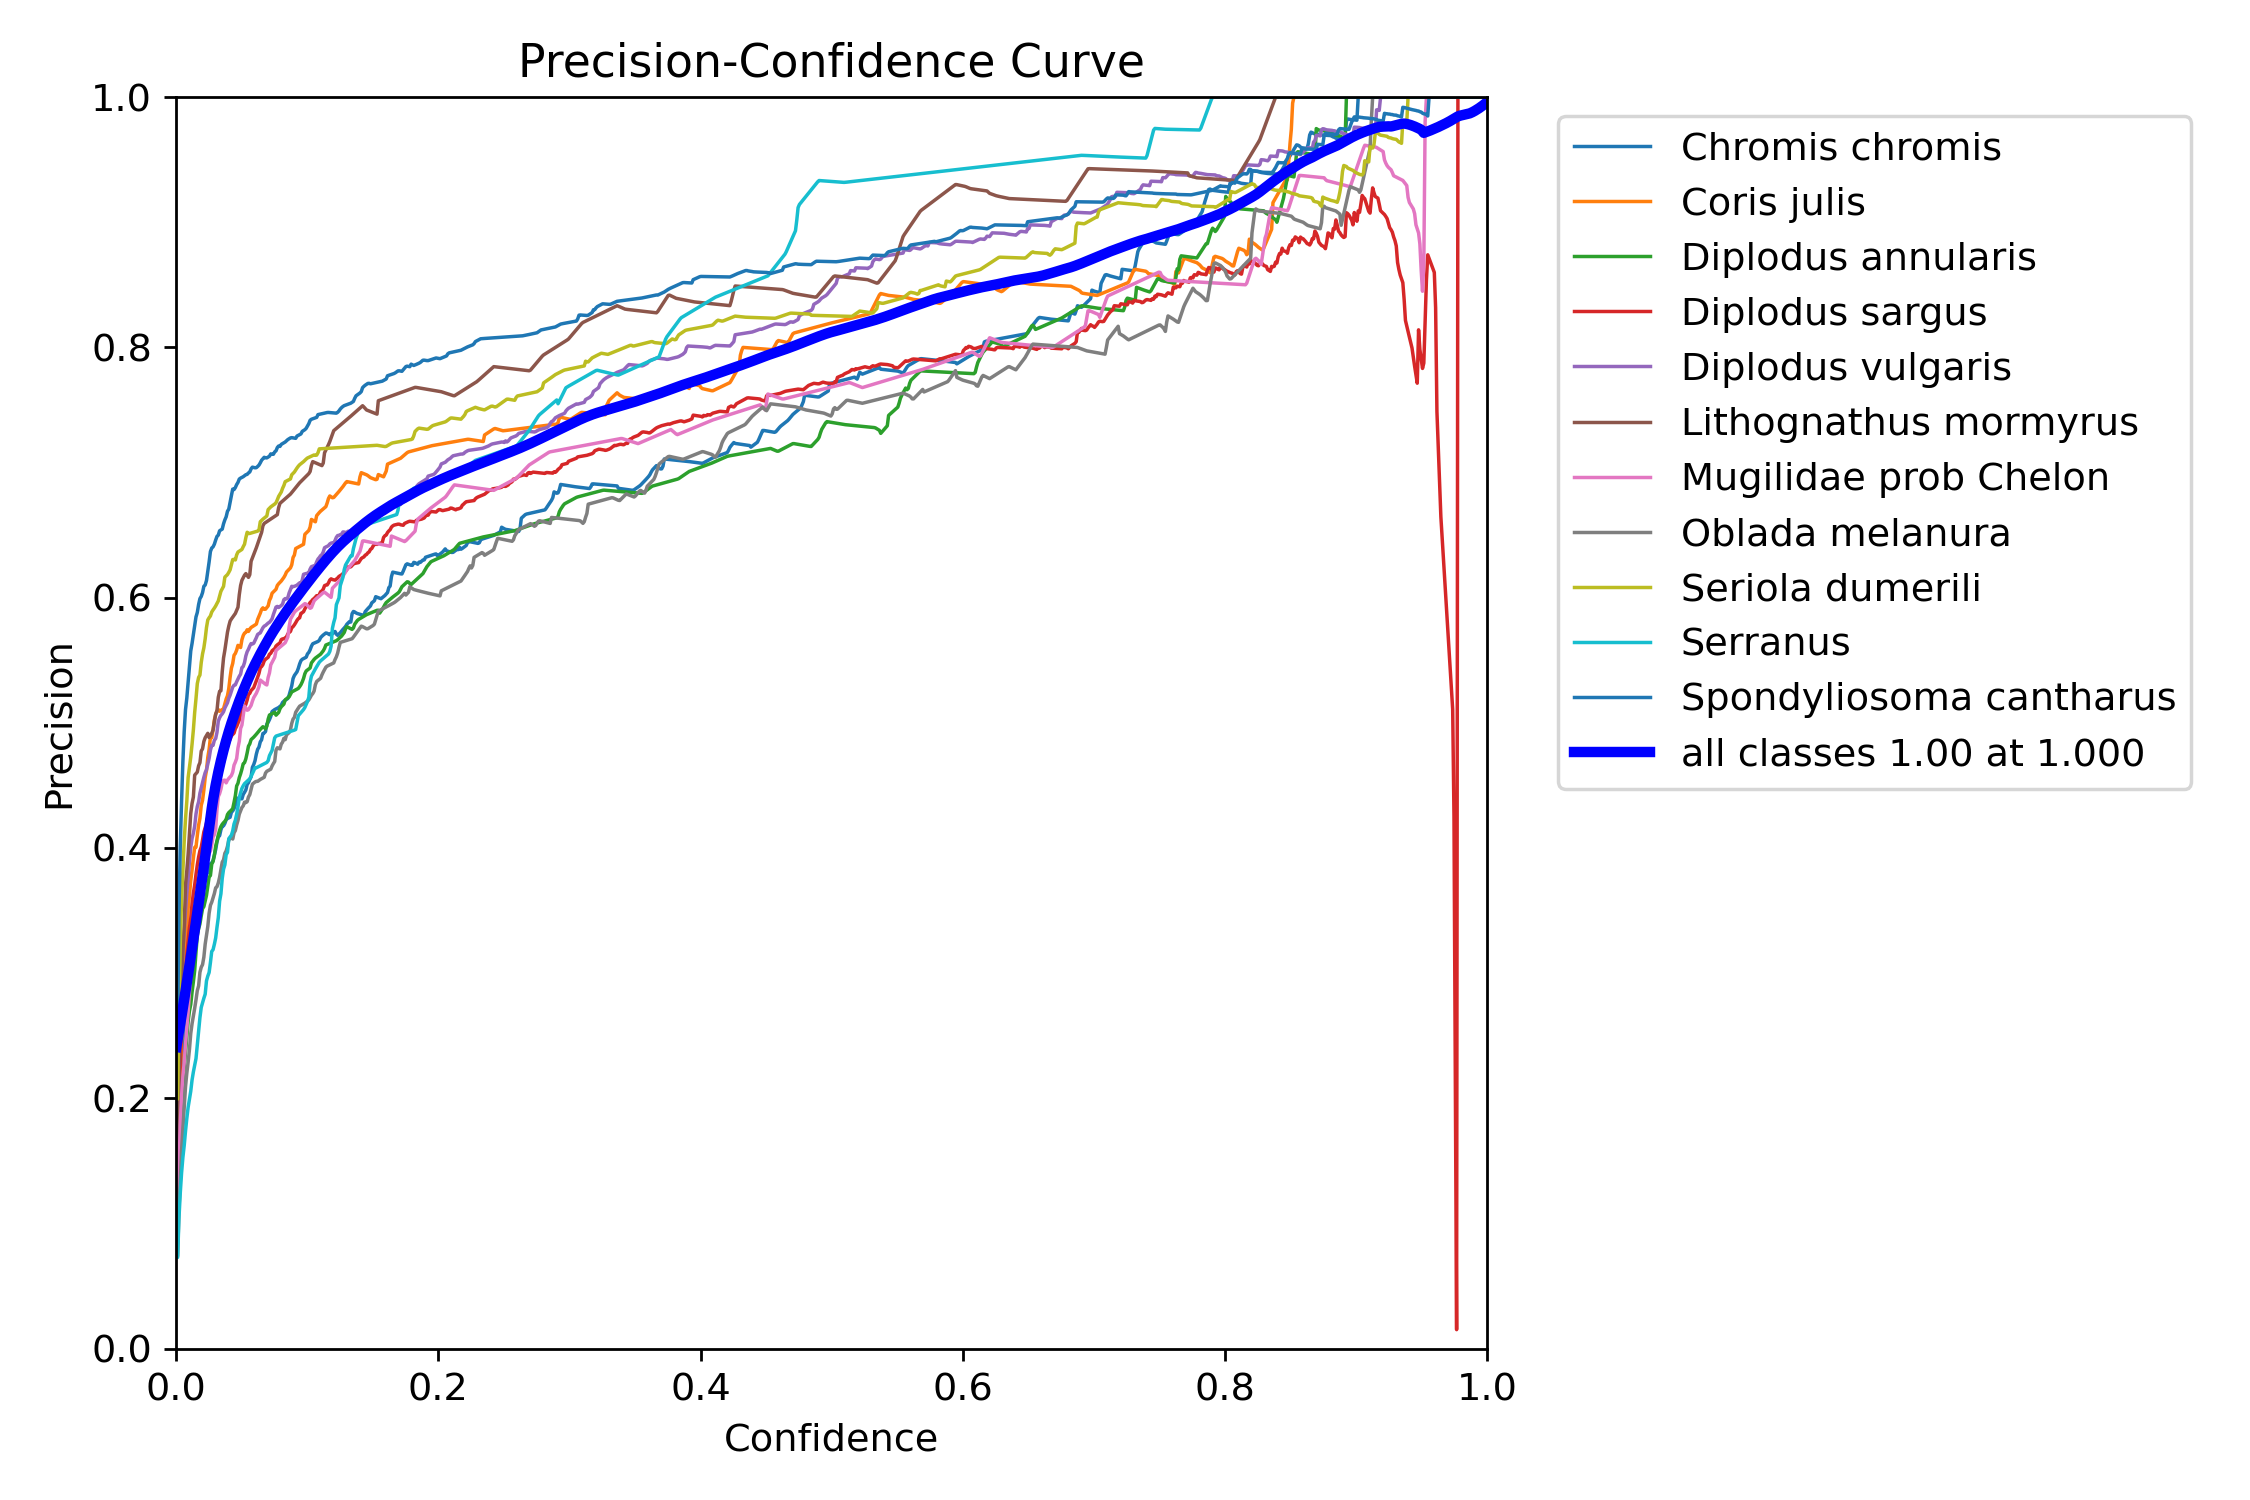 Precision-Confidence Curve
1.0
0.8
0.6
0.4
0.2
0.0
Precision
0.0 0.2 0.4 0.6 0.8 1.0
Confidence
Chromis chromis
Coris julis
Diplodus annularis
Diplodus sargus
Diplodus vulgaris
Lithognathus mormyrus
Mugilidae prob Chelon
Oblada melanura
Seriola dumerili
Serranus
Spondyliosoma cantharus
all classes 1.00 at 1.000